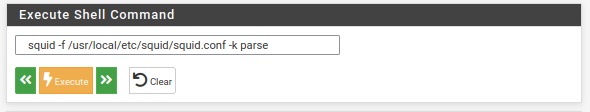 Execute Shell Command
squid -f /usr/local/etc/squid/squid.conf -k parse
Execute
Clear